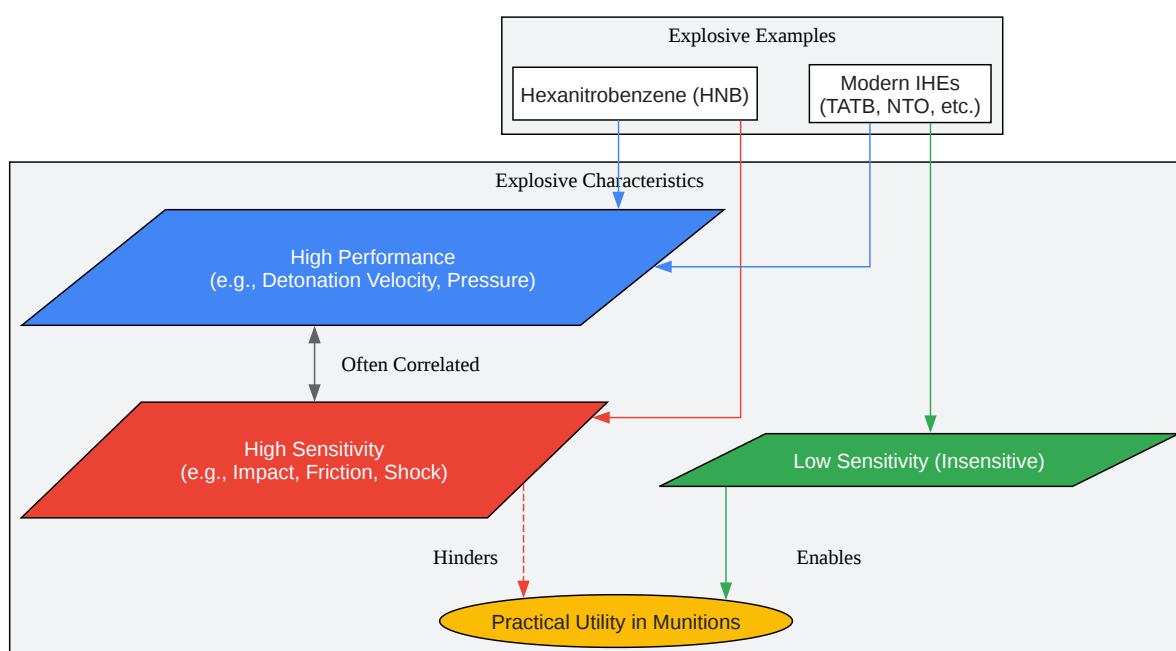 Explosive Examples
Hexanitrobenzene (HNB)
Modern IHEs
(TATB, NTO, etc.)
Explosive Characteristics
High Performance
(e.g., Detonation Velocity, Pressure)
Often Correlated
High Sensitivity
(e.g., Impact, Friction, Shock)
Low Sensitivity (Insensitive)
Hinders
Enables
Practical Utility in Munitions